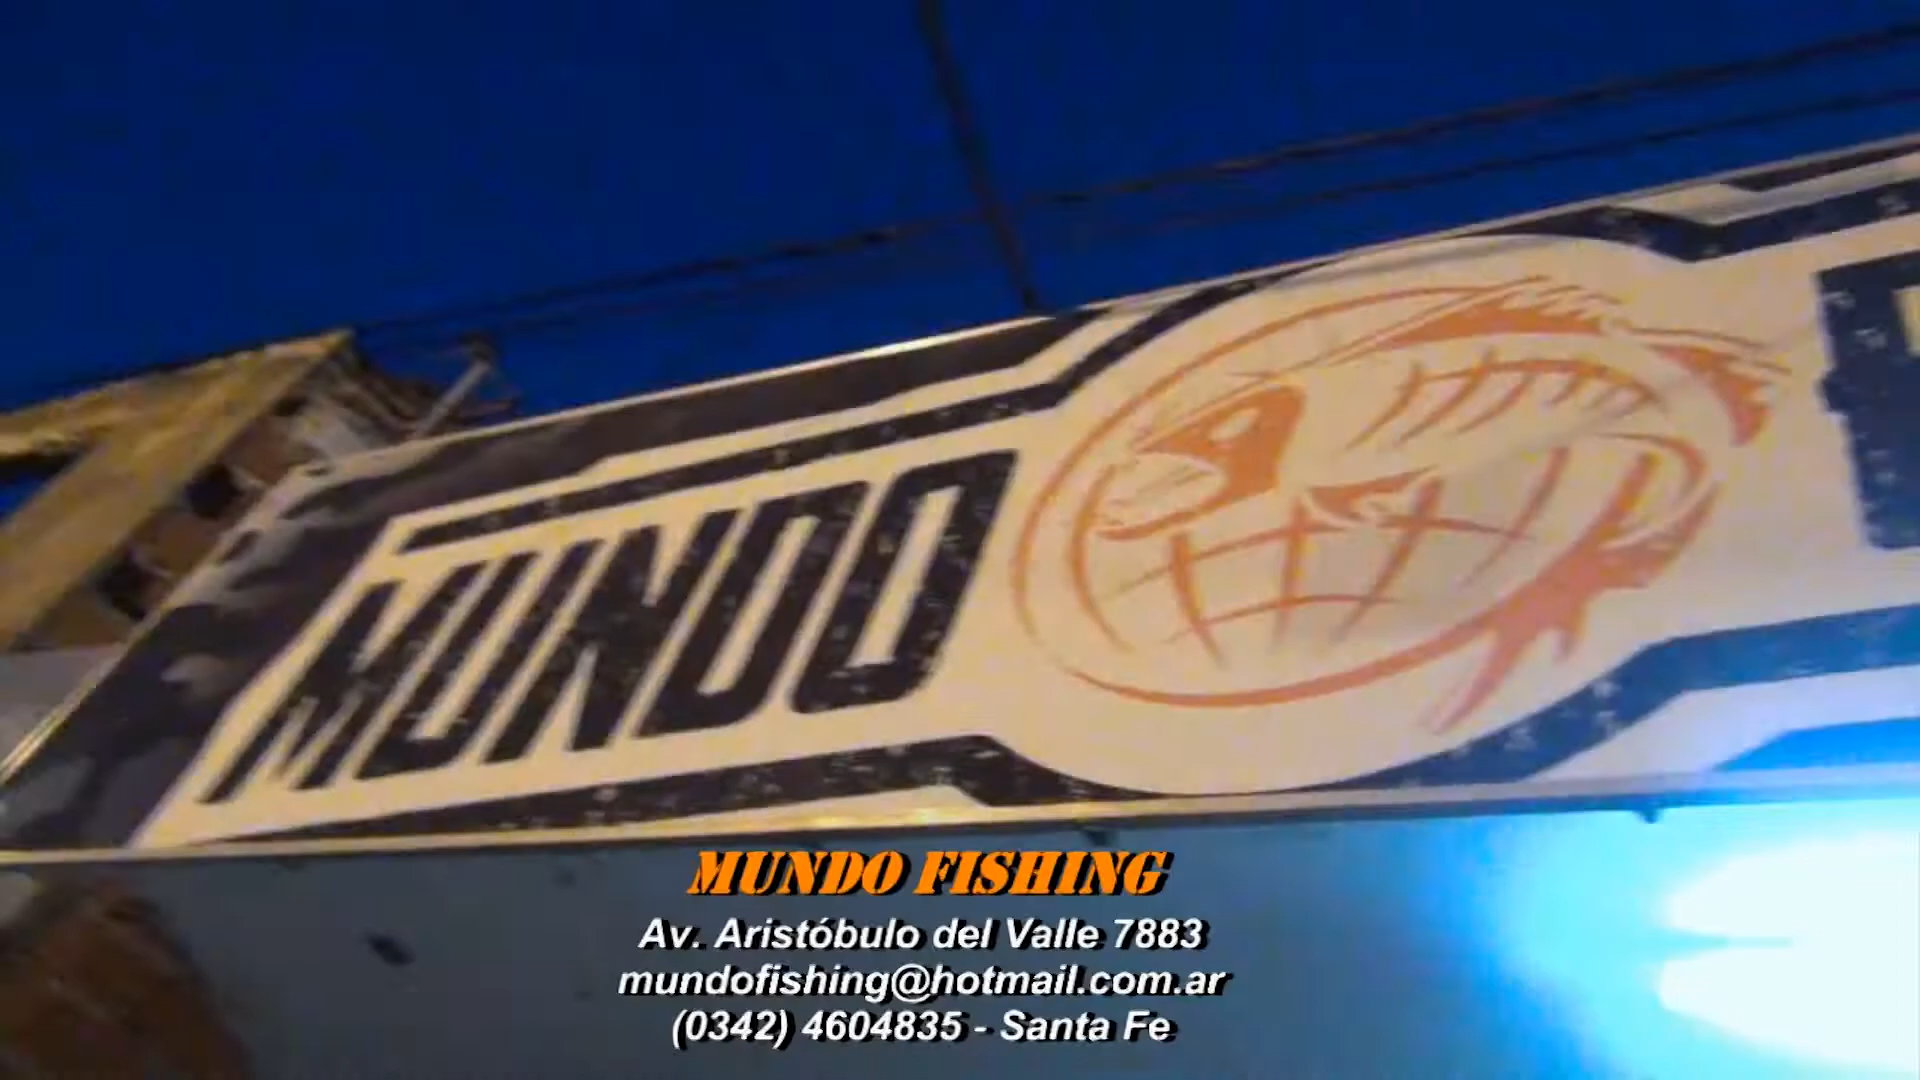 MUNDO
MUNDO FISHING
Av. Aristóbulo del Valle 7883
mundofishing@hotmail.com.ar
(0342) 4604835 - Santa Fe